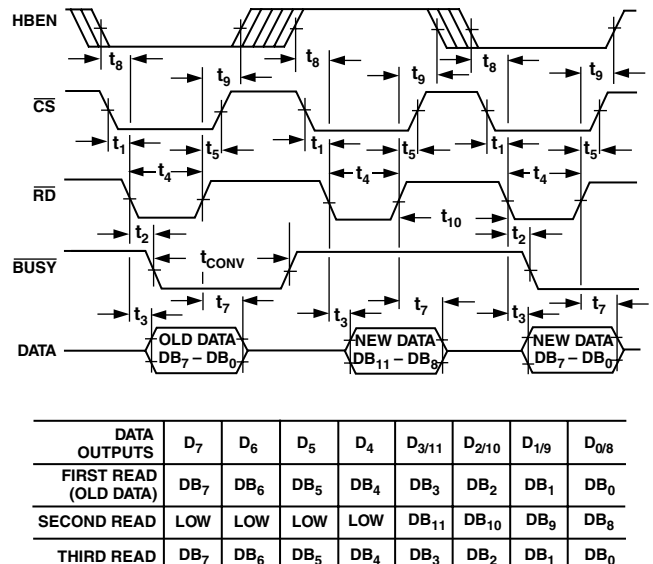 HBEN
t8 t9 t8 t9 t8 t9
CS
t1 t5 t1 t5 t1 t5
t4 t4 t4
RD
t2 t10 t2
BUSY
tCONV
t3 t7 t3 t7 t3 t7
DATA
OLD DATA NEW DATA NEW DATA
DB7 – DB0 DB11 – DB8 DB7 – DB0
DATA OUTPUTS D7 D6 D5 D4 D3/11 D2/10 D1/9 D0/8
FIRST READ (OLD DATA) DB7 DB6 DB5 DB4 DB3 DB2 DB1 DB0
SECOND READ LOW LOW LOW LOW DB11 DB10 DB9 DB8
THIRD READ DB7 DB6 DB5 DB4 DB3 DB2 DB1 DB0